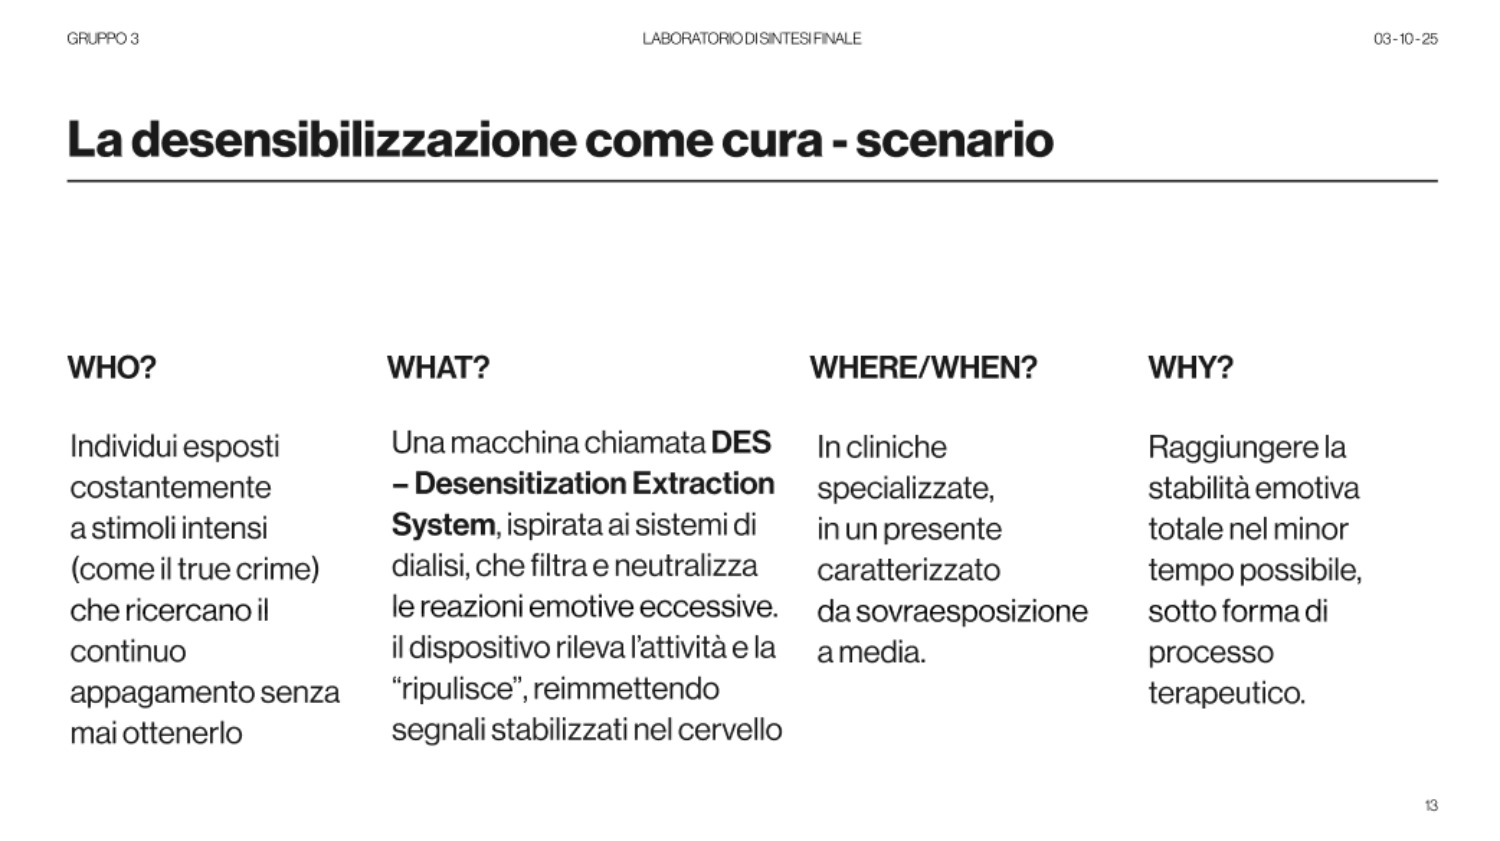 GRUPPO 3
LABORATORIO DI SINTESI FINALE
03-10-25
La desensibilizzazione come cura - scenario
WHO?
Individui esposti
costantemente
a stimoli intensi
(come il true crime)
che ricercano il
continuo
appagamento senza
mai ottenerlo
WHAT?
Una macchina chiamata DES
– Desensitization Extraction
System, ispirata ai sistemi di
dialisi, che filtra e neutralizza
le reazioni emotive eccessive.
il dispositivo rileva l’attività e la
“ripulisce”, reimmettendo
segnali stabilizzati nel cervello
WHERE/WHEN?
In cliniche
specializzate,
in un presente
caratterizzato
da sovraesposizione
a media.
WHY?
Raggiungere la
stabilità emotiva
totale nel minor
tempo possibile,
sotto forma di
processo
terapeutico.
13